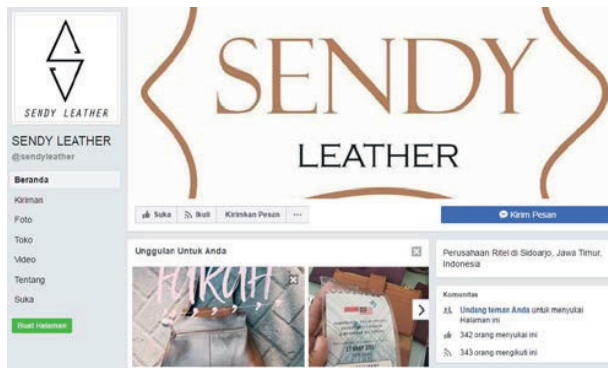 SENDY LEATHER
SENDY LEATHER
@sendyleather
Beranda
Kiriman
Foto
Toko
Video
Tentang
Suka
Buat Halaman
SENDY
LEATHER
Suka Ikuti Kirimkan Pesan ...
Kirim Pesan
Unggulan Untuk Anda
FARAH
Perusahaan Ritel di Sidoarjo, Jawa Timur,
Indonesia
Komunitas
Undang teman Anda untuk menyukai
Halaman ini
342 orang menyukai ini
343 orang mengikuti ini